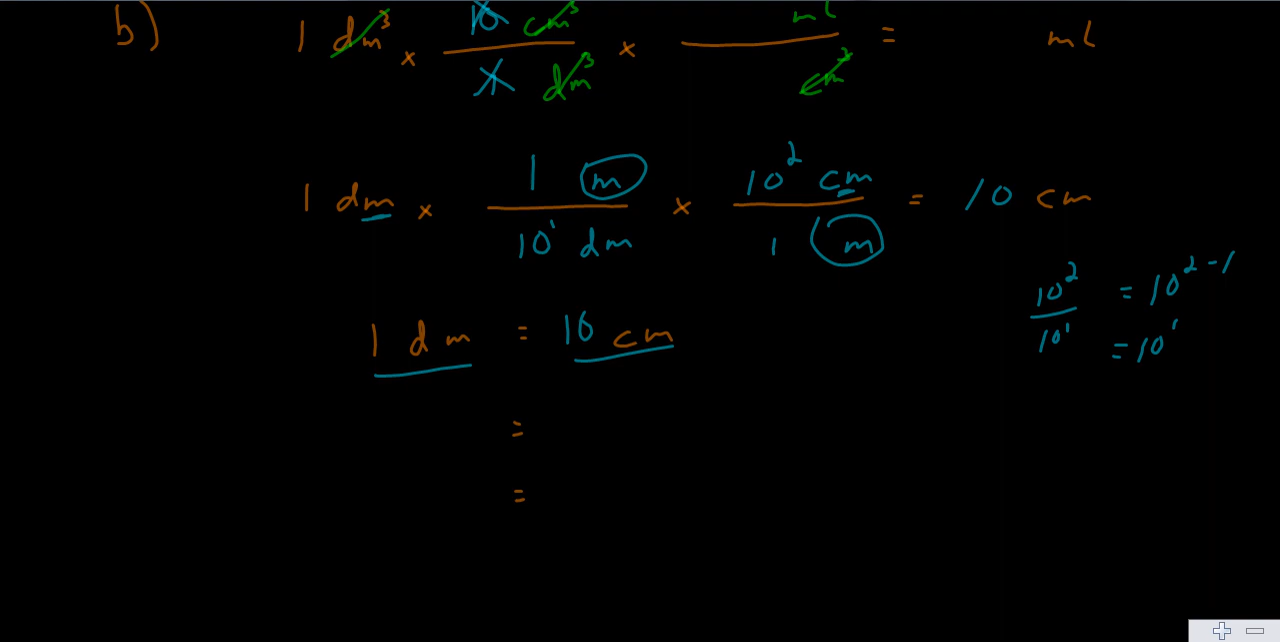 b) 1 dm³ × 10 cm³ / 1 dm³ × ml / cm³ = ml
1 dm × 1 m / 10¹ dm × 10² cm / 1 m = 10 cm
1 dm = 10 cm
10² / 10¹ = 10²⁻¹
= 10¹
=
=